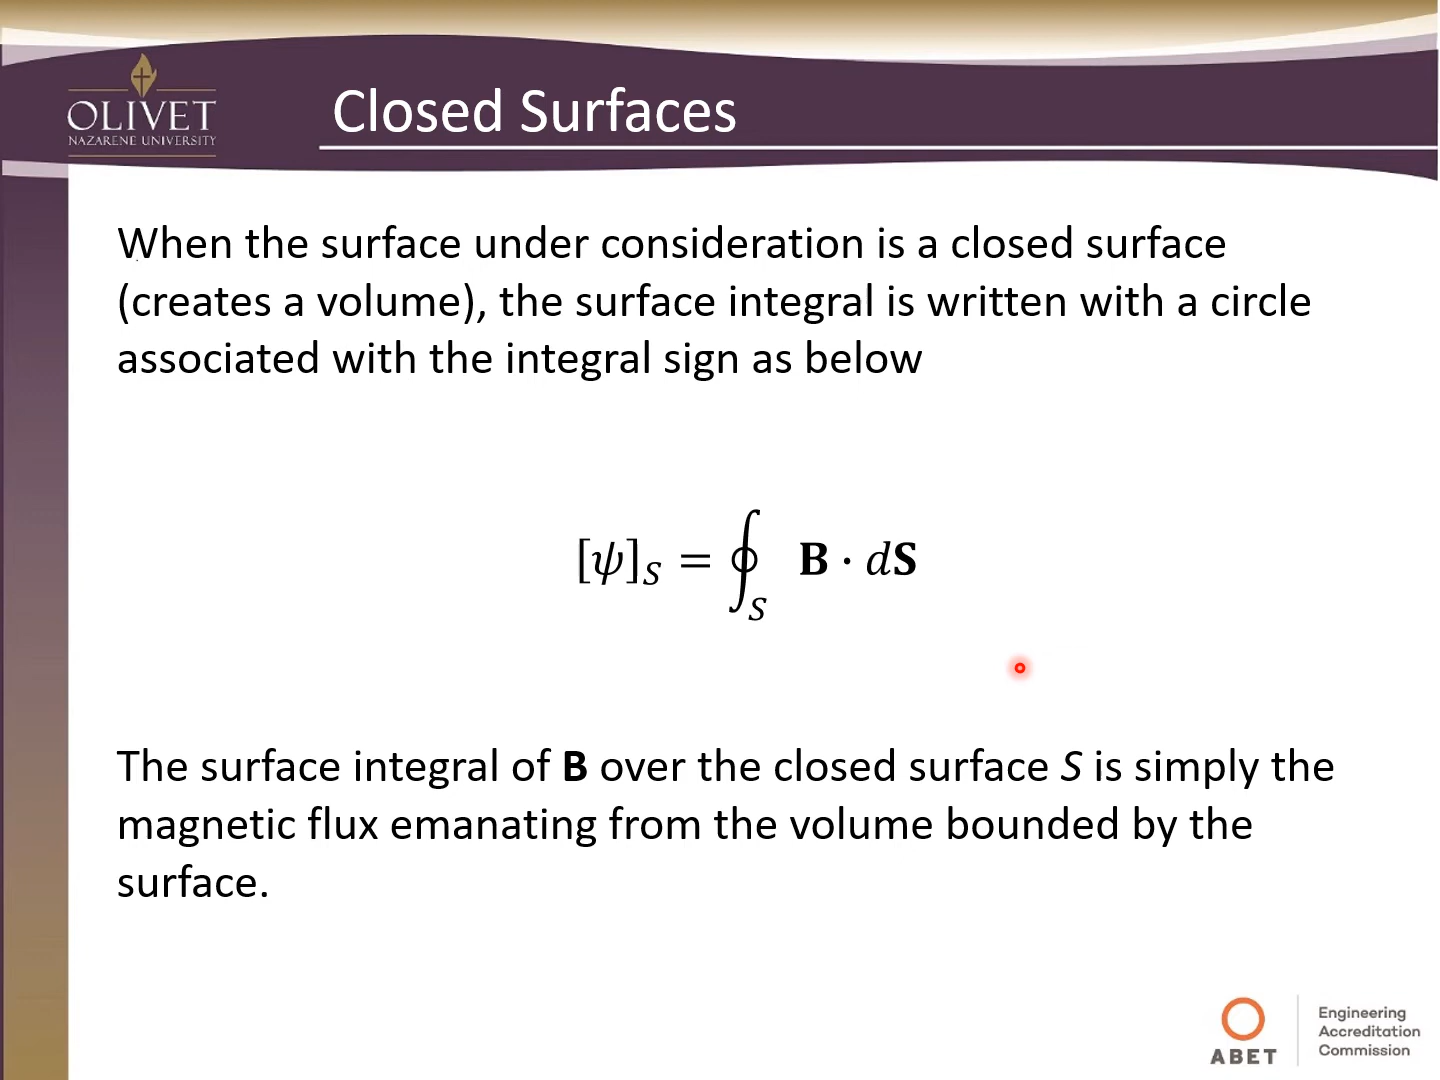 OLIVET
NAZARENE UNIVERSITY
Closed Surfaces
When the surface under consideration is a closed surface
(creates a volume), the surface integral is written with a circle
associated with the integral sign as below
[ψ]_S = ∮_S 𝐁 · d𝐒
The surface integral of B over the closed surface S is simply the
magnetic flux emanating from the volume bounded by the
surface.
ABET
Engineering
Accreditation
Commission